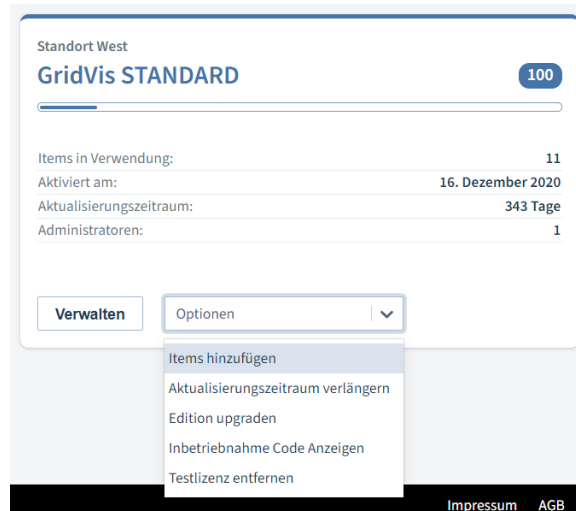 Standort West
GridVis STANDARD 100
Items in Verwendung: 11
Aktiviert am: 16. Dezember 2020
Aktualisierungszeitraum: 343 Tage
Administratoren: 1
Verwalten Optionen
Items hinzufügen
Aktualisierungszeitraum verlängern
Edition upgraden
Inbetriebnahme Code Anzeigen
Testlizenz entfernen
Impressum AGB